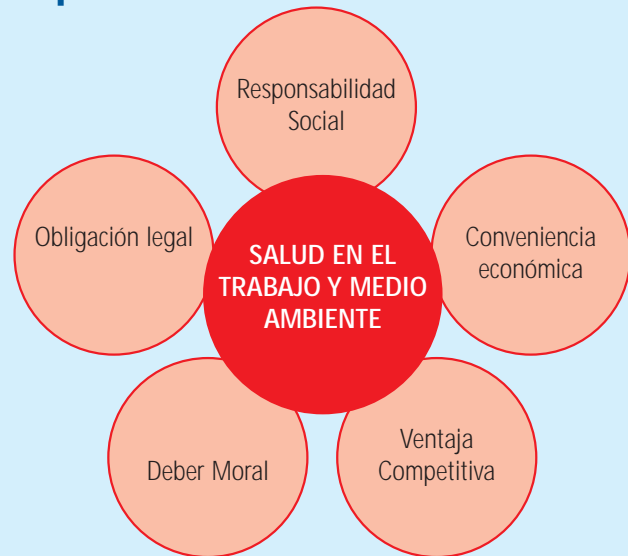 Responsabilidad
Social
Obligación legal
SALUD EN EL
TRABAJO Y MEDIO
AMBIENTE
Conveniencia
económica
Deber Moral
Ventaja
Competitiva